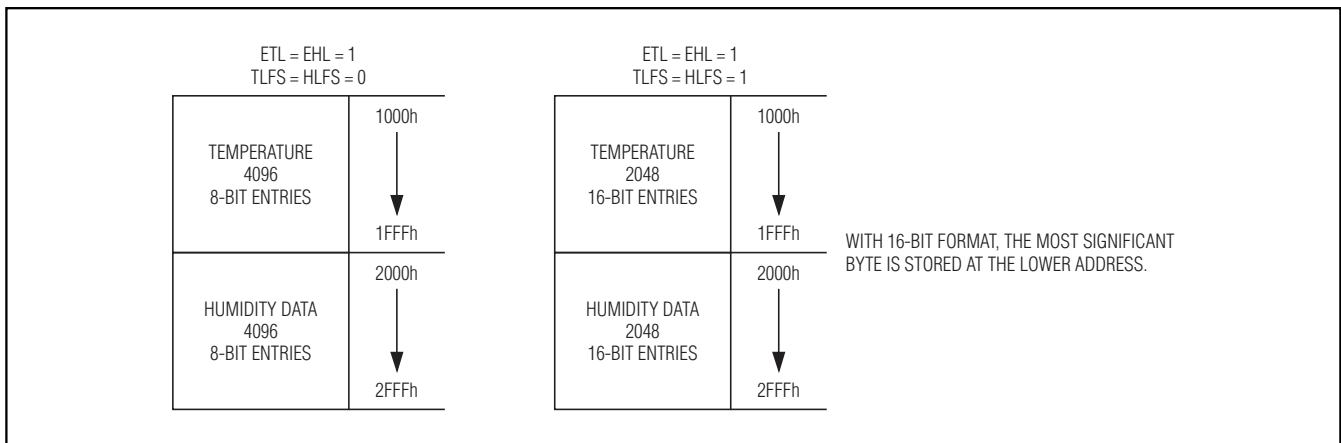 ETL = EHL = 1
TLFS = HLFS = 0
1000h
TEMPERATURE
4096
8-BIT ENTRIES
1FFFh
2000h
HUMIDITY DATA
4096
8-BIT ENTRIES
2FFFh
ETL = EHL = 1
TLFS = HLFS = 1
1000h
TEMPERATURE
2048
16-BIT ENTRIES
1FFFh
2000h
HUMIDITY DATA
2048
16-BIT ENTRIES
2FFFh
WITH 16-BIT FORMAT, THE MOST SIGNIFICANT
BYTE IS STORED AT THE LOWER ADDRESS.